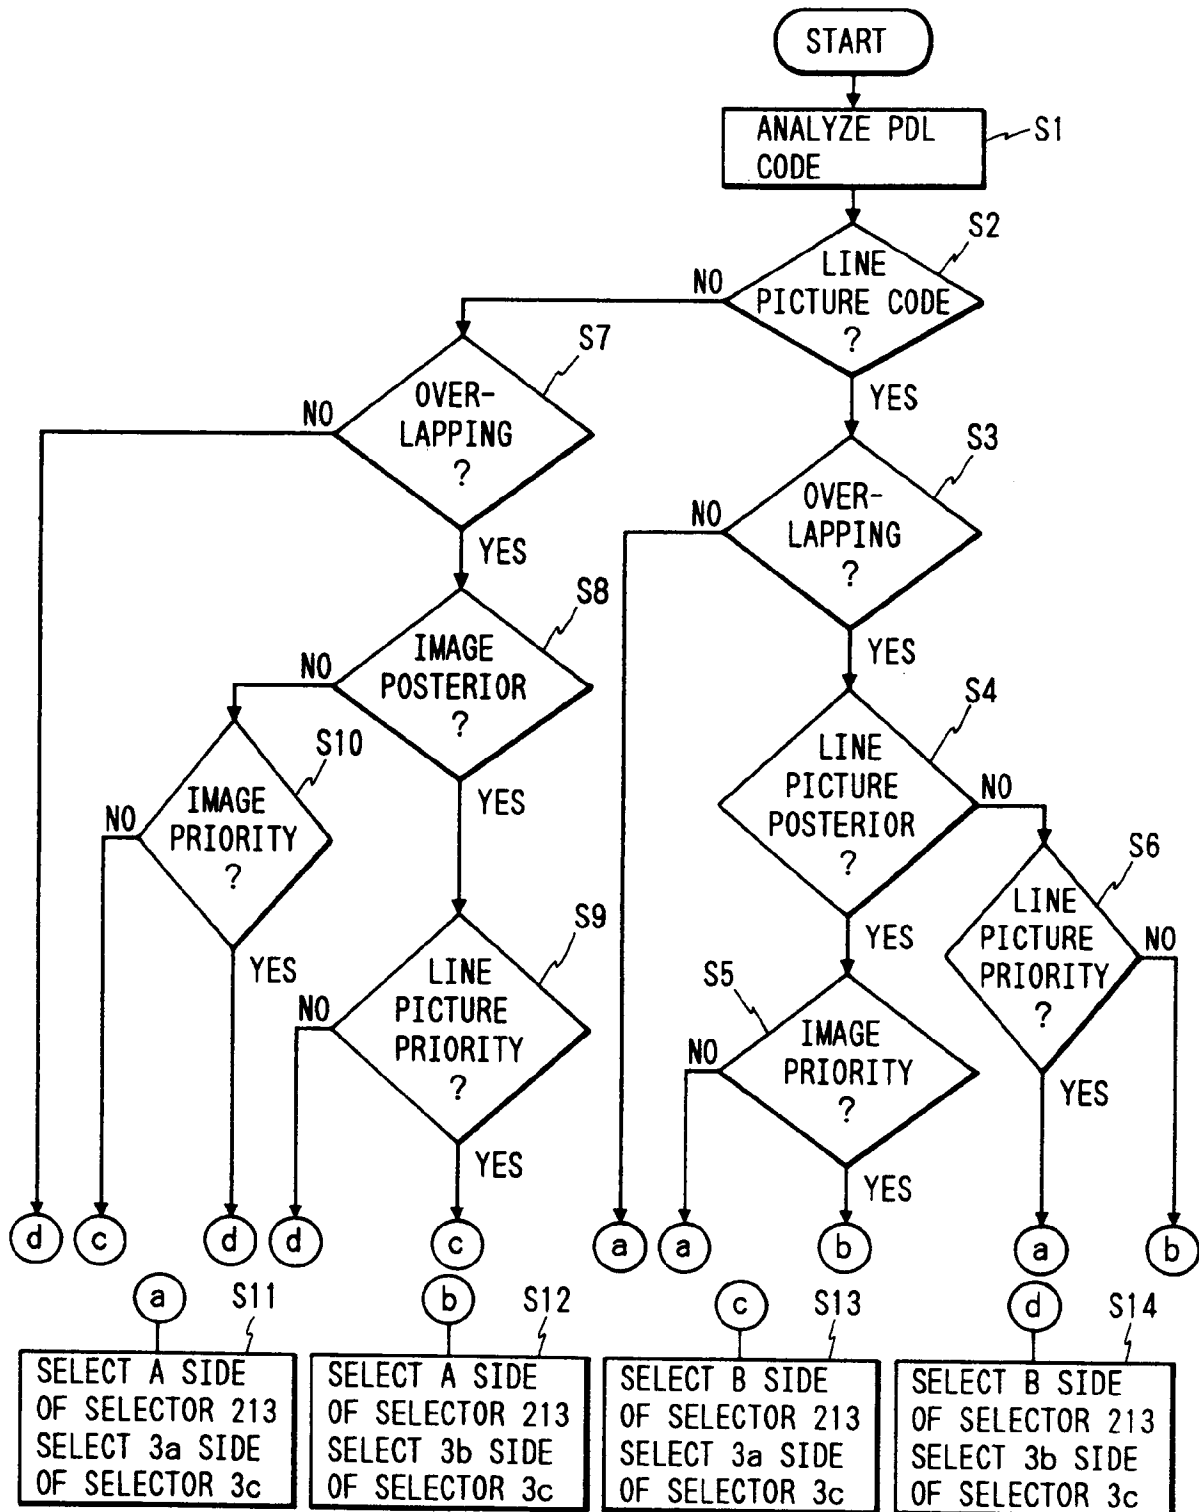 START
ANALYZE PDL
CODE
S1
S2
LINE
PICTURE CODE
?
NO
YES
S7
OVER-
LAPPING
?
NO
YES
S3
OVER-
LAPPING
?
NO
YES
S8
IMAGE
POSTERIOR
?
NO
YES
S4
LINE
PICTURE
POSTERIOR
?
NO
YES
S10
IMAGE
PRIORITY
?
NO
YES
S9
LINE
PICTURE
PRIORITY
?
NO
YES
S5
IMAGE
PRIORITY
?
NO
YES
S6
LINE
PICTURE
PRIORITY
?
NO
YES
d
c
d
d
c
a
a
b
a
b
a
S11
SELECT A SIDE
OF SELECTOR 213
SELECT 3a SIDE
OF SELECTOR 3c
b
S12
SELECT A SIDE
OF SELECTOR 213
SELECT 3b SIDE
OF SELECTOR 3c
c
S13
SELECT B SIDE
OF SELECTOR 213
SELECT 3a SIDE
OF SELECTOR 3c
d
S14
SELECT B SIDE
OF SELECTOR 213
SELECT 3b SIDE
OF SELECTOR 3c